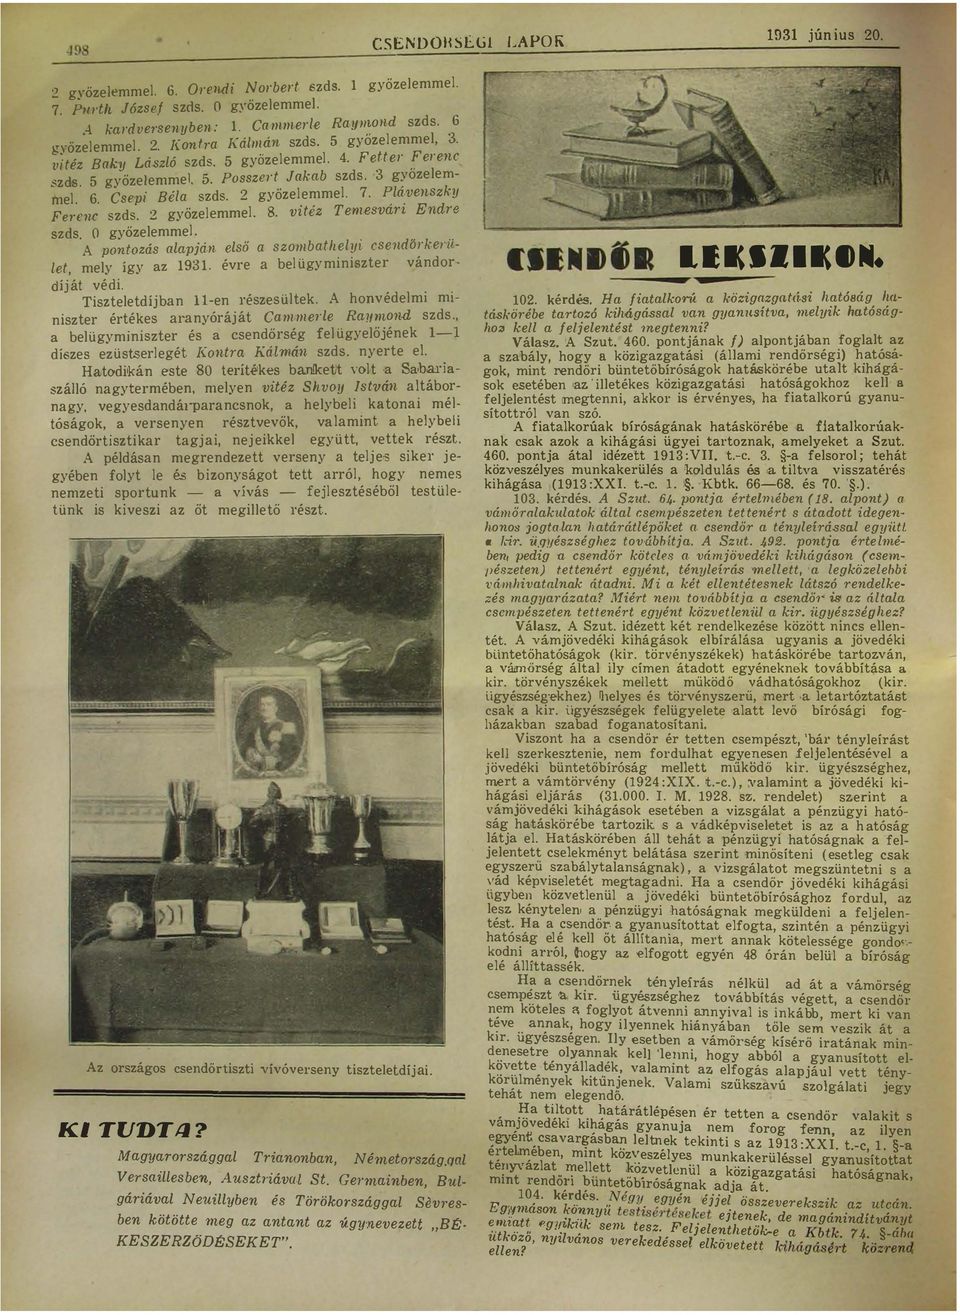 498
CSENDŐRSÉGI LAPOK
1931 június 20.
2 győzelemmel. 6. Orendi Norbert szds. 1 győzelemmel.
7. Purth József szds. 0 győzelemmel.
A kardversenyben: 1. Cammerle Raymond szds. 6
győzelemmel. 2. Kontra Kálmán szds. 5 győzelemmel, 3.
vitéz Baky László szds. 5 győzelemmel. 4. Fetter Ferenc
szds. 5 győzelemmel. 5. Posszert Jakab szds. 3 győzelem-
mel. 6. Csepi Béla szds. 2 győzelemmel. 7. Plávenszky
Ferenc szds. 2 győzelemmel. 8. vitéz Temesvári Endre
szds. 0 győzelemmel.
A pontozás alapján első a szombathelyi csendőrkerü-
let, mely így az 1931. évre a belügyminiszter vándor-
díját védi.
Tiszteletdíjban 11-en részesültek. A honvédelmi mi-
niszter értékes aranyóráját Cammerle Raymond szds.,
a belügyminiszter és a csendőrség felügyelőjének 1—1
díszes ezüstserlegét Kontra Kálmán szds. nyerte el.
Hatodikán este 80 terítékes bankett volt a Sabaria-
szálló nagytermében, melyen vitéz Shvoy István altábor-
nagy, vegyesdandárparancsnok, a helybeli katonai mél-
tóságok, a versenyen résztvevők, valamint a helybeli
csendőrtisztikar tagjai, nejeikkel együtt, vettek részt.
A példásan megrendezett verseny a teljes siker je-
gyében folyt le és bizonyságot tett arról, hogy nemes
nemzeti sportunk — a vívás — fejlesztéséből testüle-
tünk is kiveszi az őt megillető részt.
Az országos csendőrtiszti vívóverseny tiszteletdíjai.
KI TUDTA?
Magyarországgal Trianonban, Németországgal
Versaillesben, Ausztriával St. Germainben, Bul-
gáriával Neuillyben és Törökországgal Sèvres-
ben kötötte meg az antant az úgynevezett „BÉ-
KESZERZŐDÉSEKET”.
KA
CSENDŐR LEKSZIKON.
102. kérdés. Ha fiatalkorú a közigazgatási hatóság ha-
táskörébe tartozó kihágással van gyanusítva, melyik hatóság-
hoz kell a feljelentést megtenni?
Válasz. A Szut. 460. pontjának f) alpontjában foglalt az
a szabály, hogy a közigazgatási (állami rendőrségi) hatósá-
gok, mint rendőri büntetőbíróságok hatáskörébe utalt kihágá-
sok esetében az illetékes közigazgatási hatóságokhoz kell a
feljelentést megtenni, akkor is érvényes, ha fiatalkorú gyanu-
sítottról van szó.
A fiatalkorúak bíróságának hatáskörébe a fiatalkorúak-
nak csak azok a kihágási ügyei tartoznak, amelyeket a Szut.
460. pontja átal idézett 1913:VII. t.-c. 3. §-a felsorol; tehát
közveszélyes munkakerülés a koldulás és a tiltva visszatérés
kihágása (1913:XXI. t.-c. 1. §. Kbtk. 66—68. és 70. §.).
103. kérdés. A Szut. 64. pontja értelmében (18. alpont) a
vámőralakulatok által csempészeten tettenért s átadott idegen-
honos jogtalan határátlépőket a csendőr a tényleírással együtt
a kir. ügyészséghez továbbítja. A Szut. 492. pontja értelmé-
ben, pedig a csendőr köteles a vámjövedéki kihágáson (csem-
pészeten) tettenért egyént, tényleírás mellett, a legközelebbi
vámhivatalnak átadni. Mi a két ellentétesnek látszó rendelke-
zés magyarázata? Miért nem továbbítja a csendőr is az általa
csempészeten tettenért egyént közvetlenül a kir. ügyészséghez?
Válasz. A Szut. idézett két rendelkezése között nincs ellen-
tét. A vámjövedéki kihágások elbírálása ugyanis a jövedéki
büntetőhatóságok (kir. törvényszékek) hatáskörébe tartozván,
a vámőrség által ily címen átadott egyéneknek továbbítása a
kir. törvényszékek mellett működő vádhatóságokhoz (kir.
ügyészségekhez) helyes és törvényszerű, mert a letartóztatást
csak a kir. ügyészségek felügyelete alatt levő bírósági fog-
házakban szabad foganatosítani.
Viszont ha a csendőr ér tetten csempészt, bár tényleírást
kell szerkesztenie, nem fordulhat egyenesen feljelentésével a
jövedéki büntetőbíróság mellett működő kir. ügyészséghez,
mert a vámtörvény (1924:XIX. t.-c.), valamint a jövedéki ki-
hágási eljárás (31.000. I. M. 1928. sz. rendelet) szerint a
vámjövedéki kihágások esetében a vizsgálat a pénzügyi ható-
ság hatáskörébe tartozik s a vádképviseletet is az a hatóság
látja el. Hatáskörében áll tehát a pénzügyi hatóságnak a fel-
jelentett cselekményt belátása szerint minősíteni (esetleg csak
egyszerű szabálytalanságnak), a vizsgálatot megszüntetni s a
vád képviseletét megtagadni. Ha a csendőr jövedéki kihágási
ügyben közvetlenül a jövedéki büntetőbírósághoz fordul, az
lesz kénytelen a pénzügyi hatóságnak megküldeni a feljelen-
tést. Ha a csendőr a gyanusítottat elfogta, szintén a pénzügyi
hatóság elé kell őt állítania, mert annak kötelessége gondos-
kodni arról, hogy az elfogott egyén 48 órán belül a bíróság
elé állíttassék.
Ha a csendőrnek tényleírás nélkül ad át a vámőrség
csempészt a kir. ügyészséghez továbbítás végett, a csendőr
nem köteles a foglyot átvenni annyival is inkább, mert ki van
téve annak, hogy ilyennek hiányában tőle sem veszik át a
kir. ügyészségen. Ily esetben a vámőrség kísérő iratának min-
denesetre olyannak kell lenni, hogy abból a gyanusított el-
követte tényálladék, valamint az elfogás alapjául vett tény-
körülmények kitűnjenek. Valami szűkszavú szolgálati jegy
tehát nem elegendő.
Ha tiltott határátlépésen ér tetten a csendőr valakit s
vámjövedéki kihágás gyanuja nem forog fenn, az ilyen
egyént csavargásban leltnek tekinti s az 1913:XXI. t.-c. 1. §-a
értelmében, mint közveszélyes munkakerüléssel gyanusítottat
tényvázlat mellett közvetlenül a közigazgatási hatóságnak,
mint rendőri büntetőbíróságnak adja át.
104. kérdés. Négy egyén éjjel összeverekszik az utcán.
Egymáson könnyű testisértéseket ejtenek, de magánindítványt
emiatt egyikük sem tesz. Feljelenthetők-e a Kbtk. 74. §-ába
ütköző, nyilvános verekedéssel elkövetett kihágásért közrend
ellen?